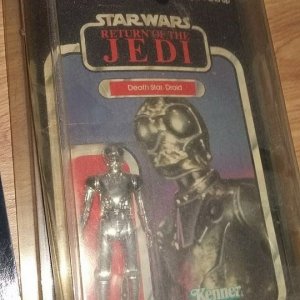 STAR WARS
RETURN OF THE
JEDI
Death Star Droid
Kenner